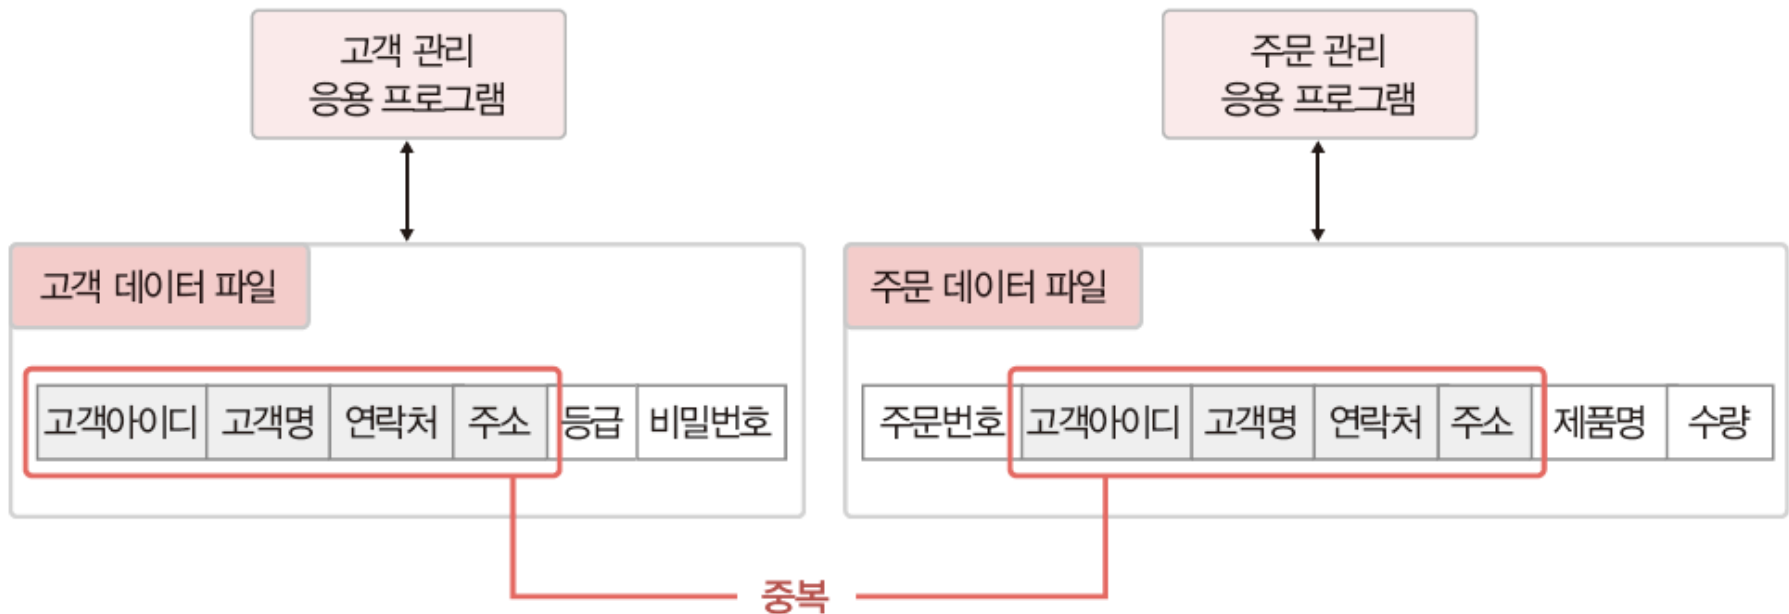 고객 관리
응용 프로그램
주문 관리
응용 프로그램
고객 데이터 파일
주문 데이터 파일
고객아이디 고객명 연락처 주소 등급 비밀번호
주문번호 고객아이디 고객명 연락처 주소 제품명 수량
중복